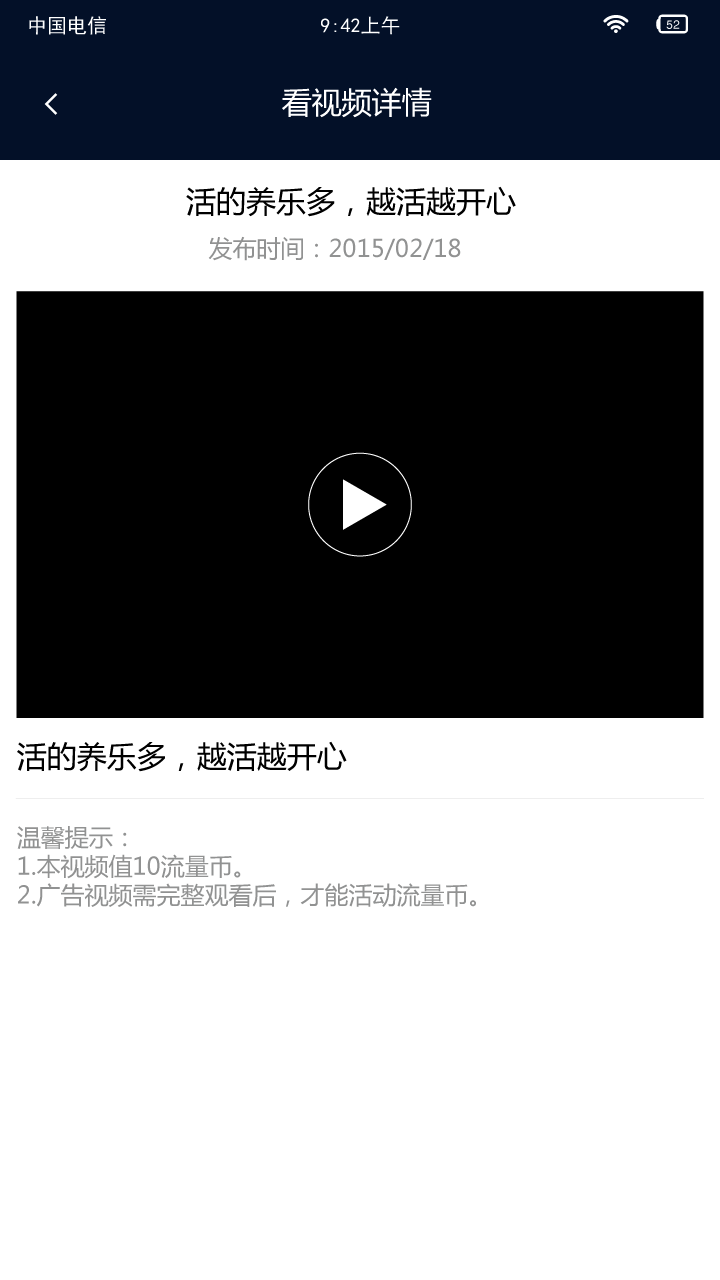 中国电信 9:42上午 52
看视频详情
活的养乐多，越活越开心
发布时间：2015/02/18
活的养乐多，越活越开心
温馨提示：
1.本视频值10流量币。
2.广告视频需完整观看后，才能活动流量币。